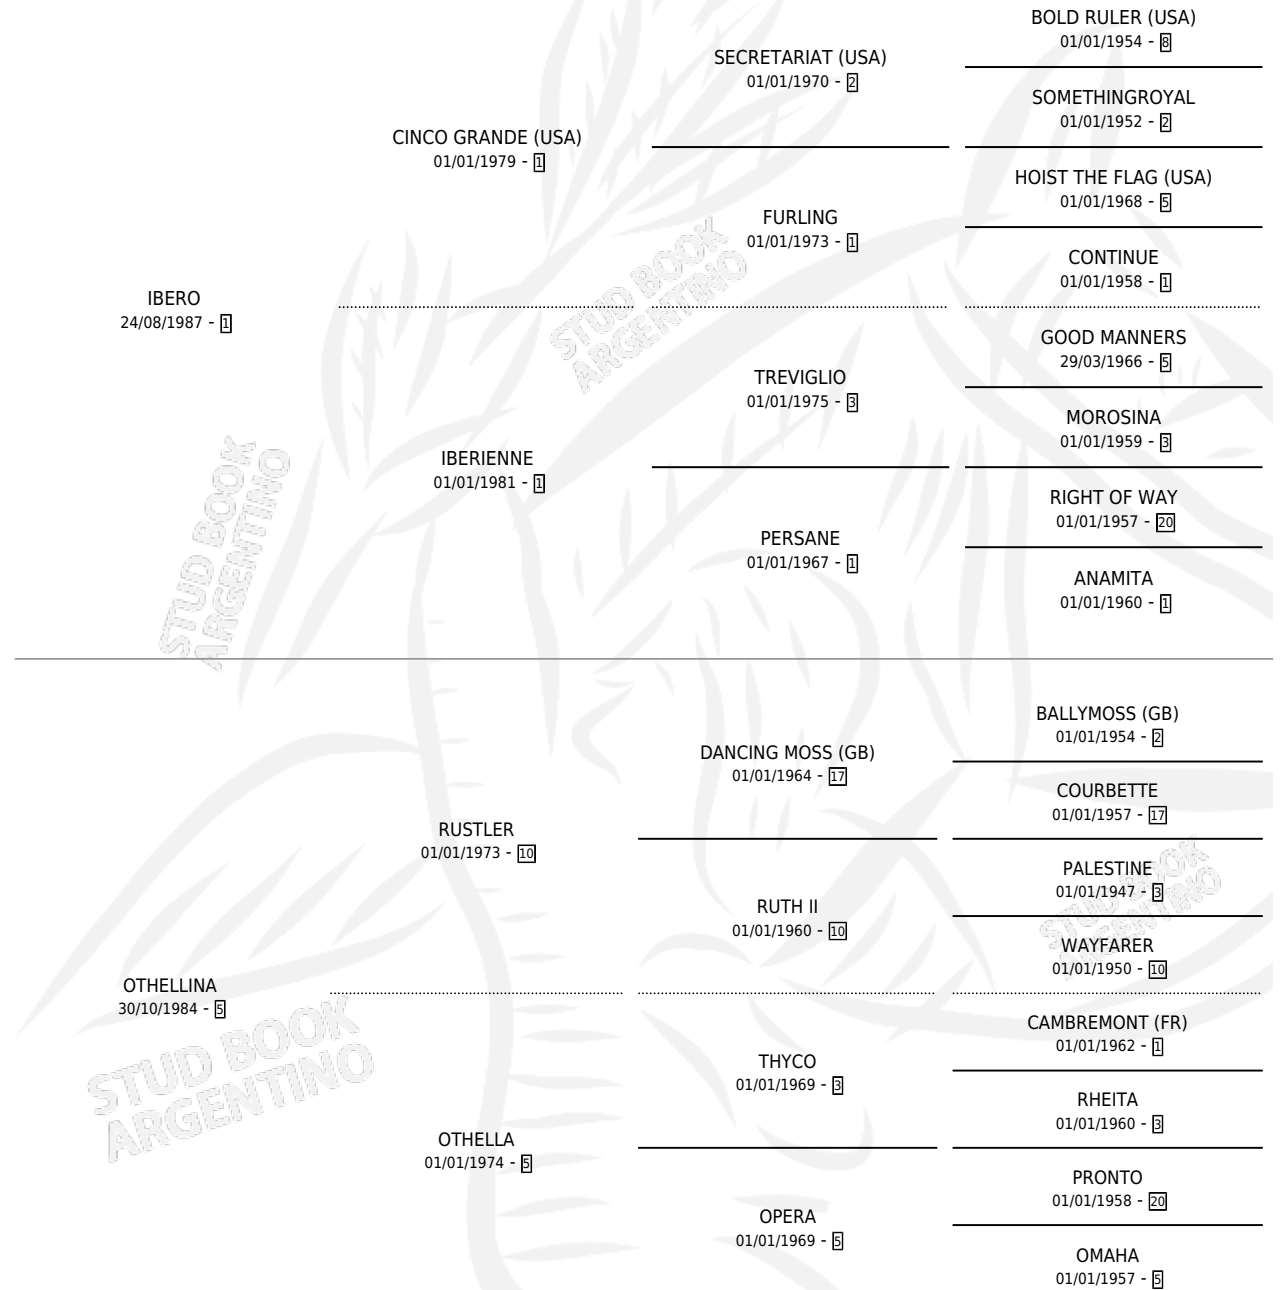 BOLD RULER (USA)
01/01/1954 - 8
SECRETARIAT (USA)
01/01/1970 - 2
SOMETHINGROYAL
01/01/1952 - 2
CINCO GRANDE (USA)
01/01/1979 - 1
HOIST THE FLAG (USA)
01/01/1968 - 5
FURLING
01/01/1973 - 1
CONTINUE
01/01/1958 - 1
IBERO
24/08/1987 - 1
GOOD MANNERS
29/03/1966 - 5
TREVIGLIO
01/01/1975 - 3
MOROSINA
01/01/1959 - 3
IBERIENNE
01/01/1981 - 1
RIGHT OF WAY
01/01/1957 - 20
PERSANE
01/01/1967 - 1
ANAMITA
01/01/1960 - 1
BALLYMOSS (GB)
01/01/1954 - 2
DANCING MOSS (GB)
01/01/1964 - 17
COURBETTE
01/01/1957 - 17
RUSTLER
01/01/1973 - 10
PALESTINE
01/01/1947 - 3
RUTH II
01/01/1960 - 10
WAYFARER
01/01/1950 - 10
OTHELLINA
30/10/1984 - 5
CAMBREMONT (FR)
01/01/1962 - 1
THYCO
01/01/1969 - 3
RHEITA
01/01/1960 - 3
OTHELLA
01/01/1974 - 5
PRONTO
01/01/1958 - 20
OPERA
01/01/1969 - 5
OMAHA
01/01/1957 - 5
STUD BOOK
ARGENTINO
STUD BOOK
ARGENTINO
STUD BOOK
ARGENTINO
STUD BOOK
ARGENTINO